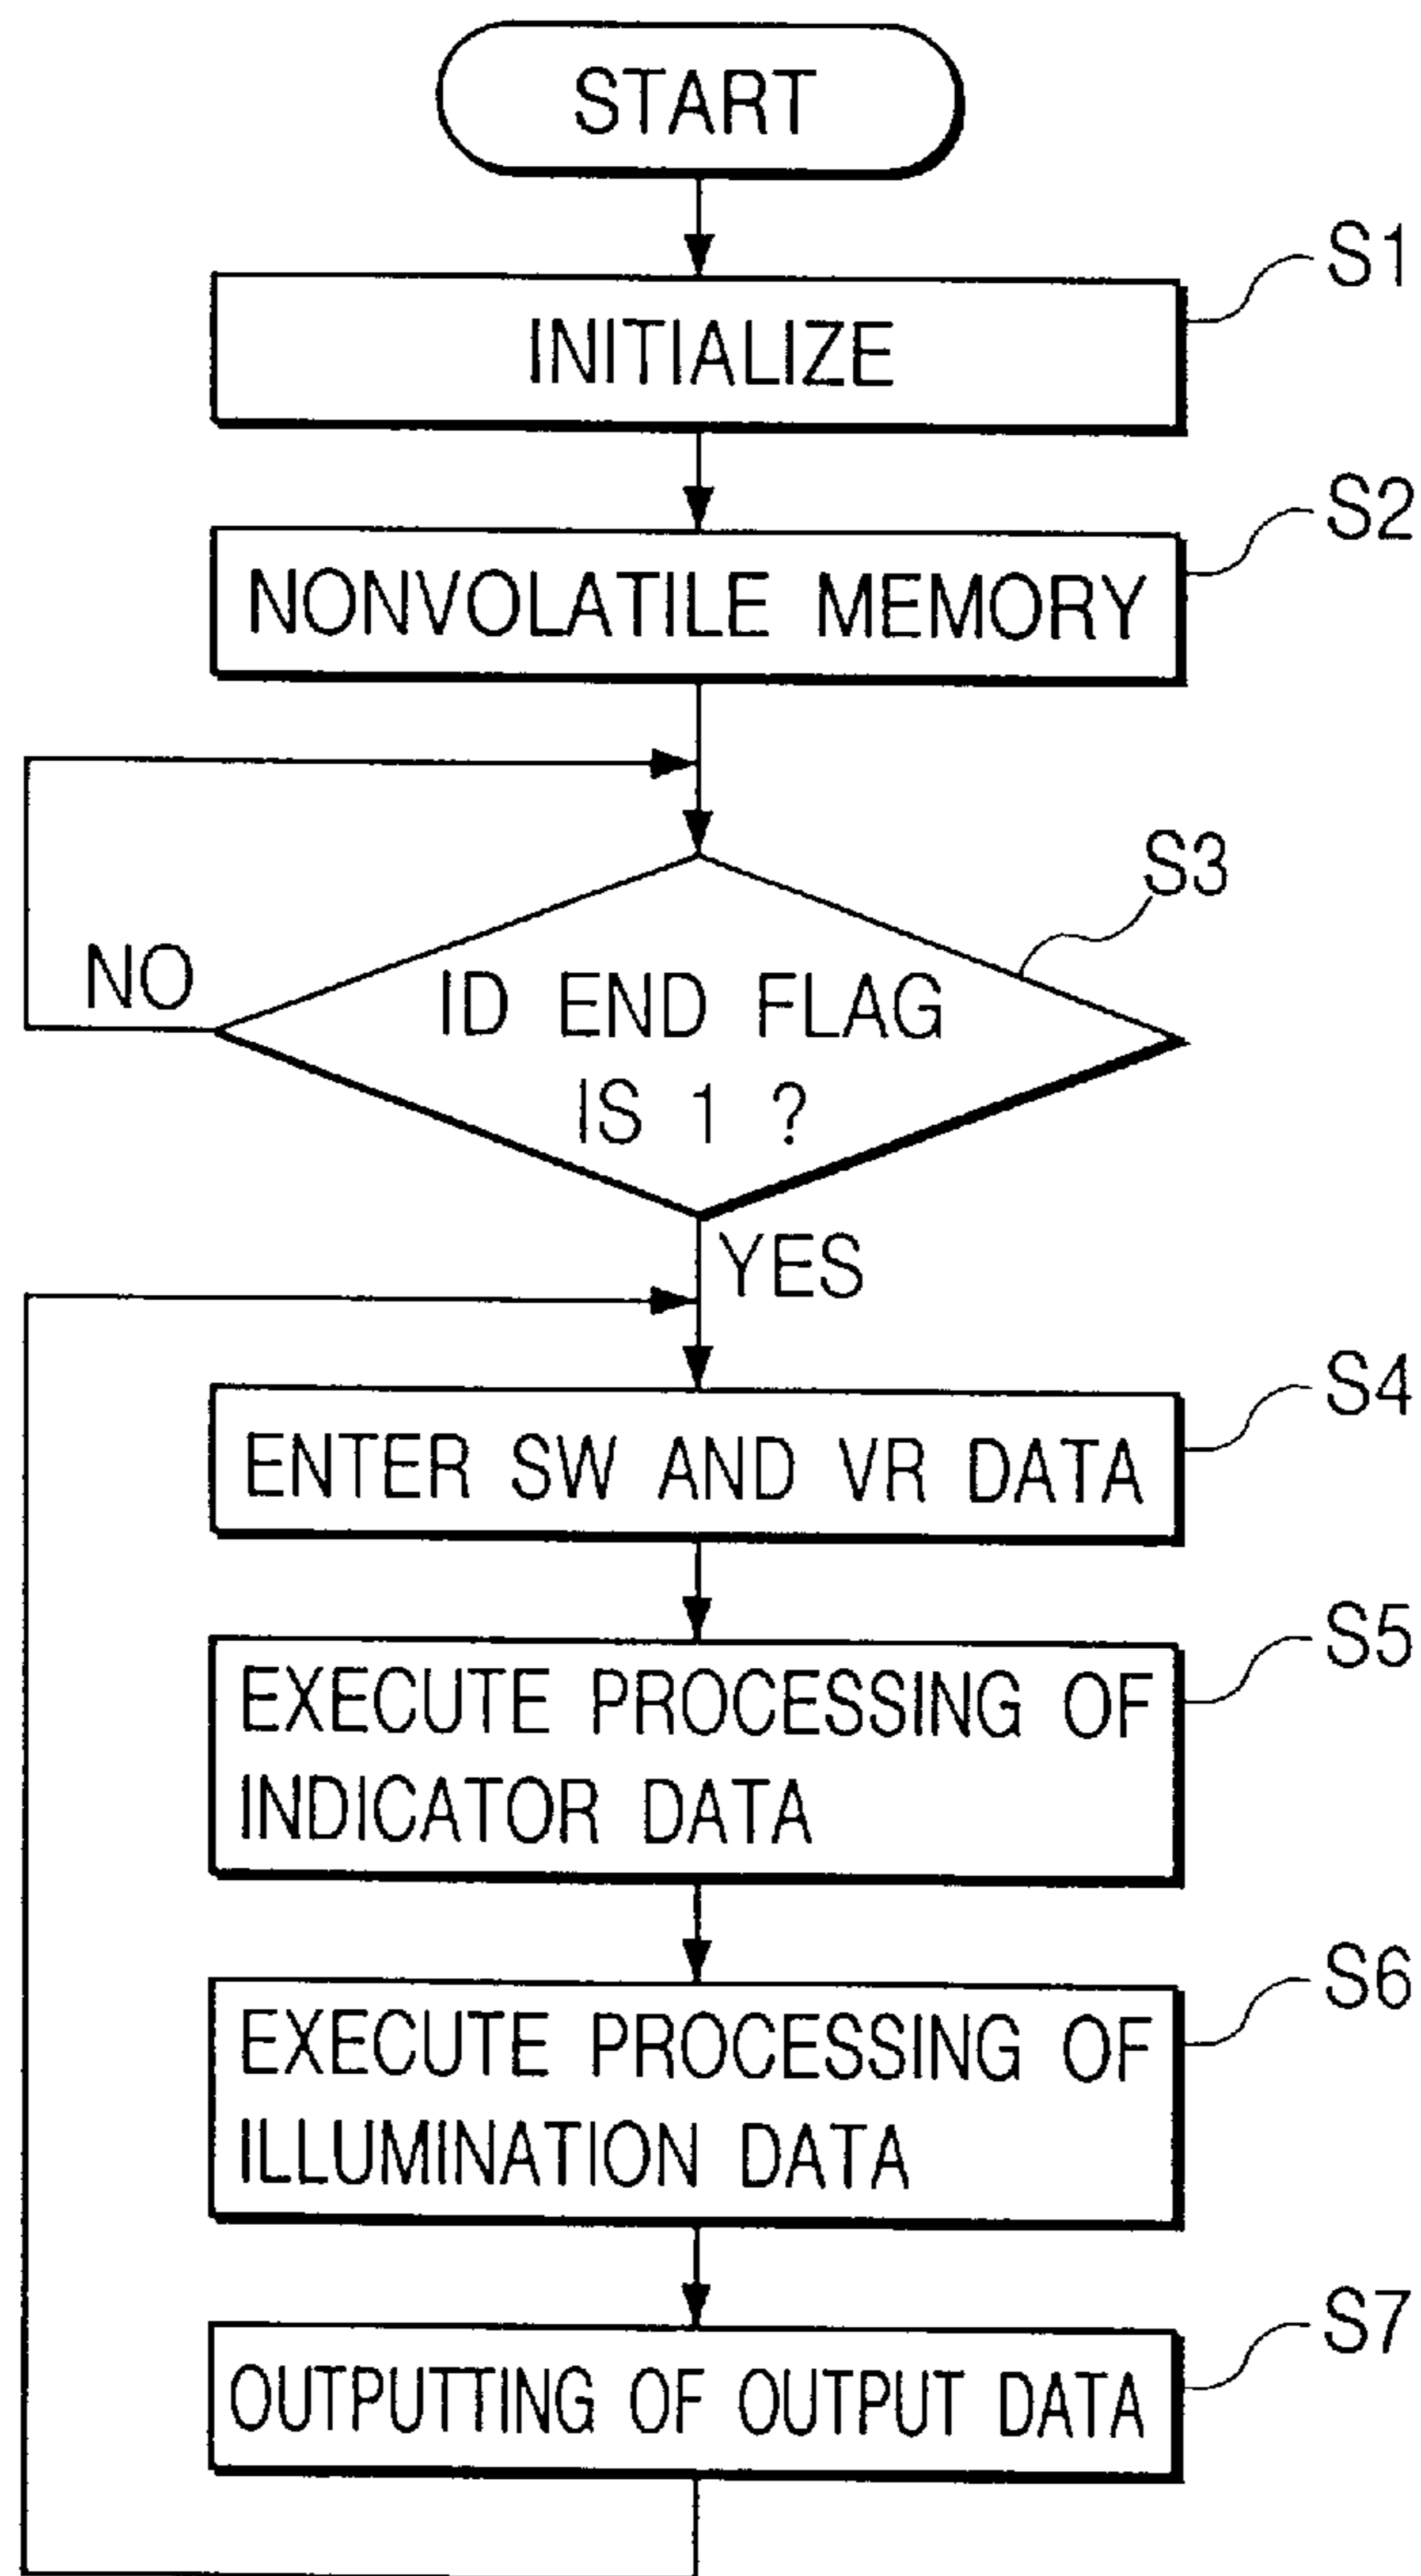 START
S1
INITIALIZE
S2
NONVOLATILE MEMORY
S3
NO
ID END FLAG
IS 1 ?
YES
S4
ENTER SW AND VR DATA
S5
EXECUTE PROCESSING OF
INDICATOR DATA
S6
EXECUTE PROCESSING OF
ILLUMINATION DATA
S7
OUTPUTTING OF OUTPUT DATA